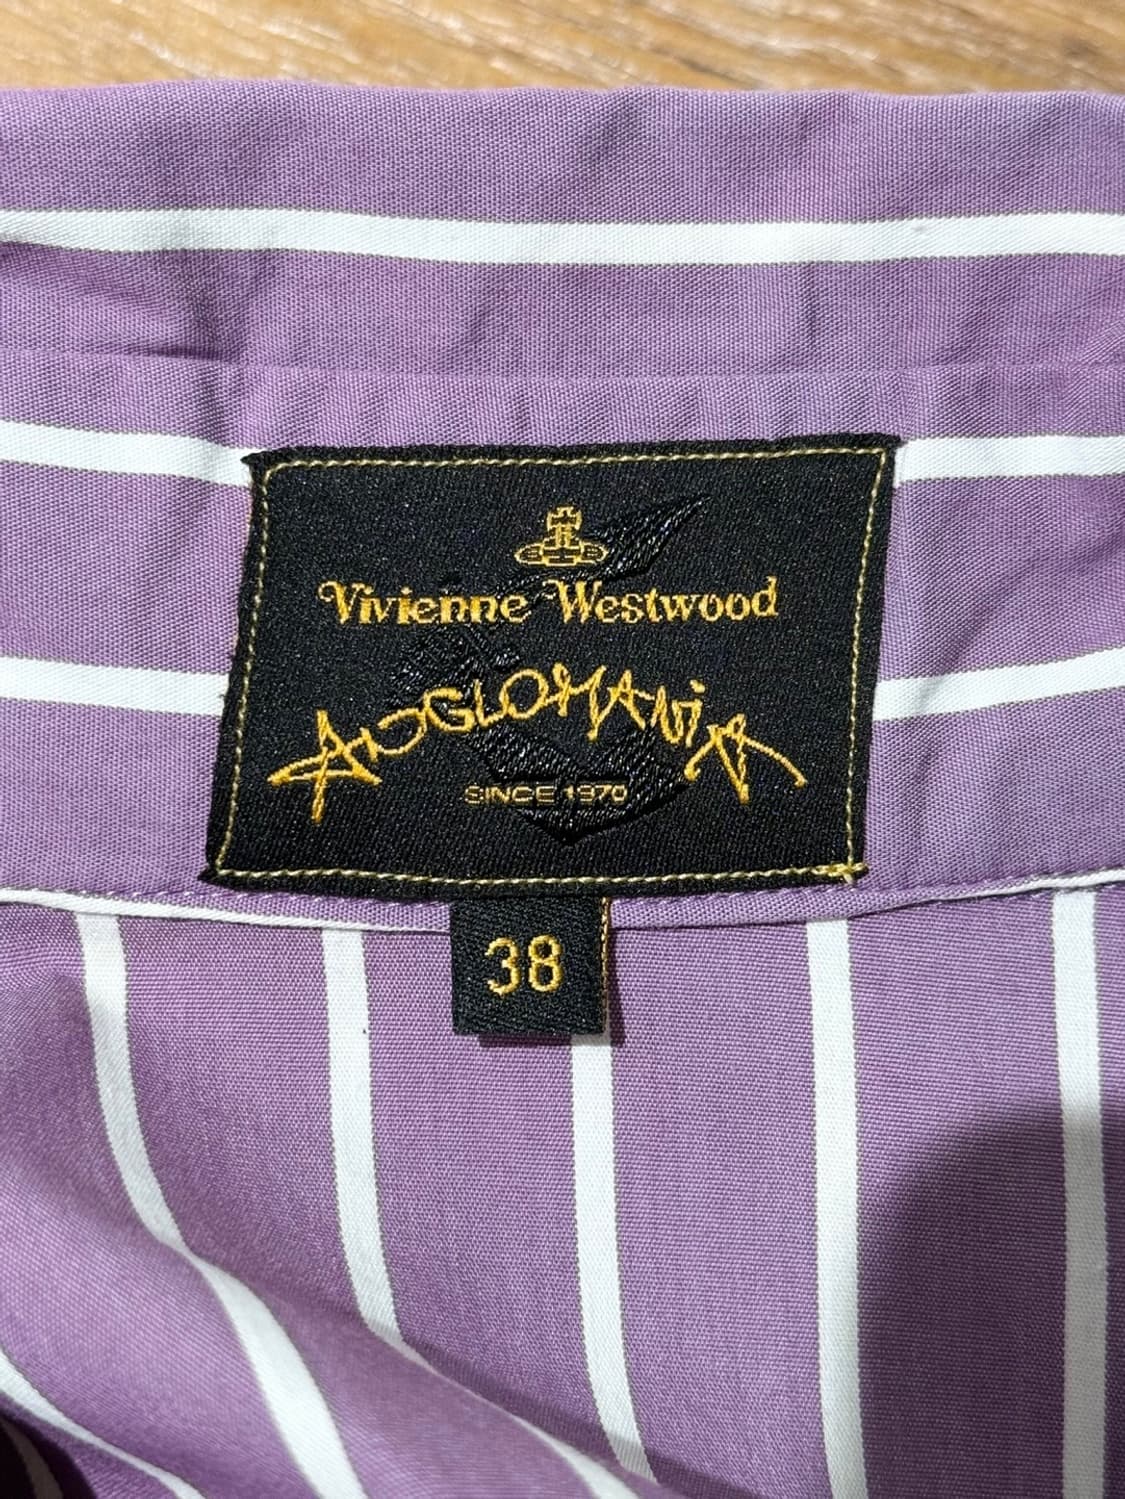 Vivienne Westwood
ANGLOMANiA
SINCE 1970
38